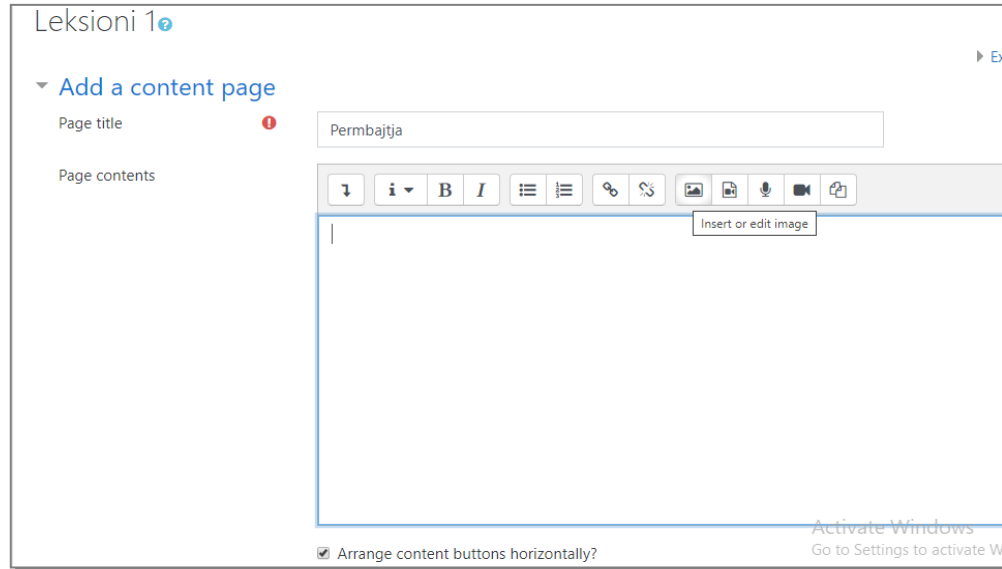 Leksioni 1
Ex
Add a content page
Page title
Permbajtja
Page contents
i B I
Insert or edit image
Arrange content buttons horizontally?
Activate Windows
Go to Settings to activate W